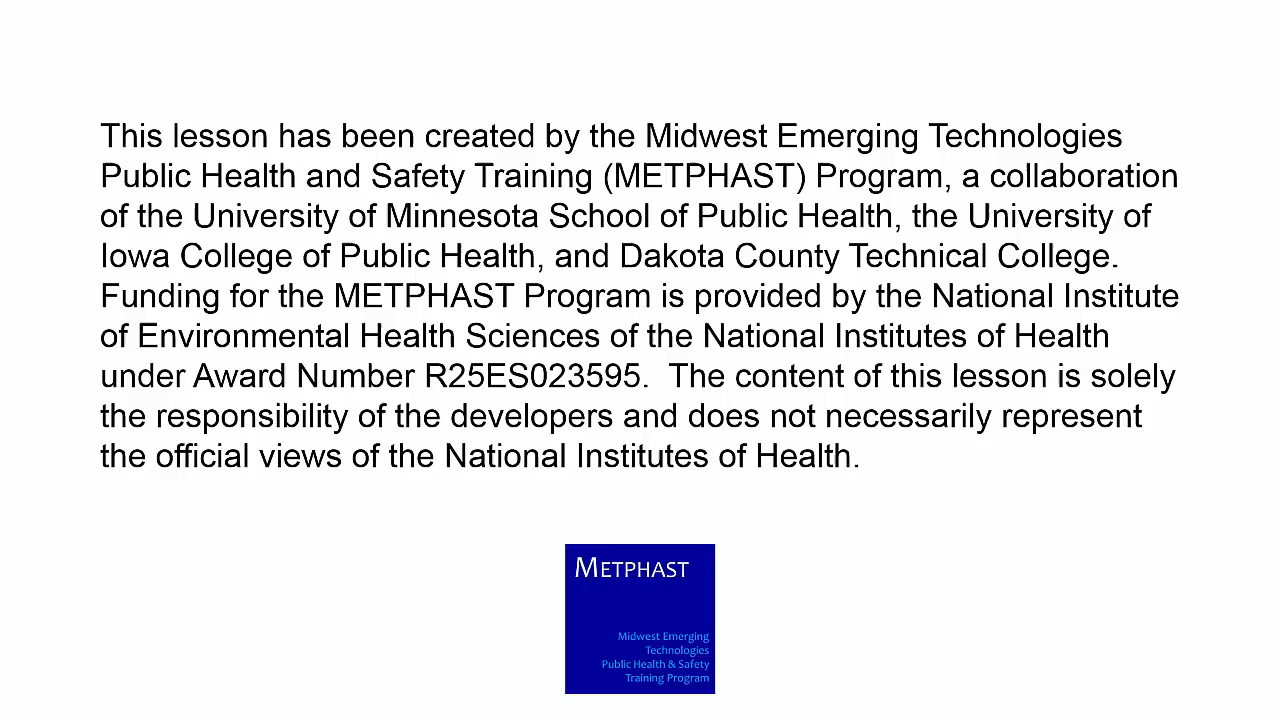 This lesson has been created by the Midwest Emerging Technologies
Public Health and Safety Training (METPHAST) Program, a collaboration
of the University of Minnesota School of Public Health, the University of
Iowa College of Public Health, and Dakota County Technical College.
Funding for the METPHAST Program is provided by the National Institute
of Environmental Health Sciences of the National Institutes of Health
under Award Number R25ES023595.  The content of this lesson is solely
the responsibility of the developers and does not necessarily represent
the official views of the National Institutes of Health.
METPHAST
Midwest Emerging
Technologies
Public Health & Safety
Training Program